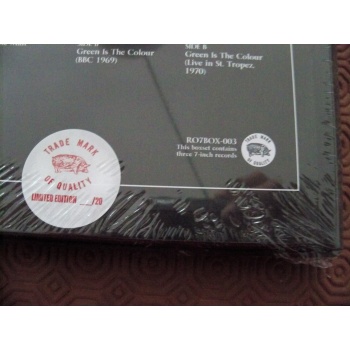 SIDE B
Green Is The Colour
(BBC 1969)
SIDE B
Green Is The Colour
(Live in St. Tropez,
1970)
RO7BOX-003
This boxset contains
three 7-inch records
TRADE MARK
OF QUALITY
TRADE MARK
OF QUALITY
LIMITED EDITION /20